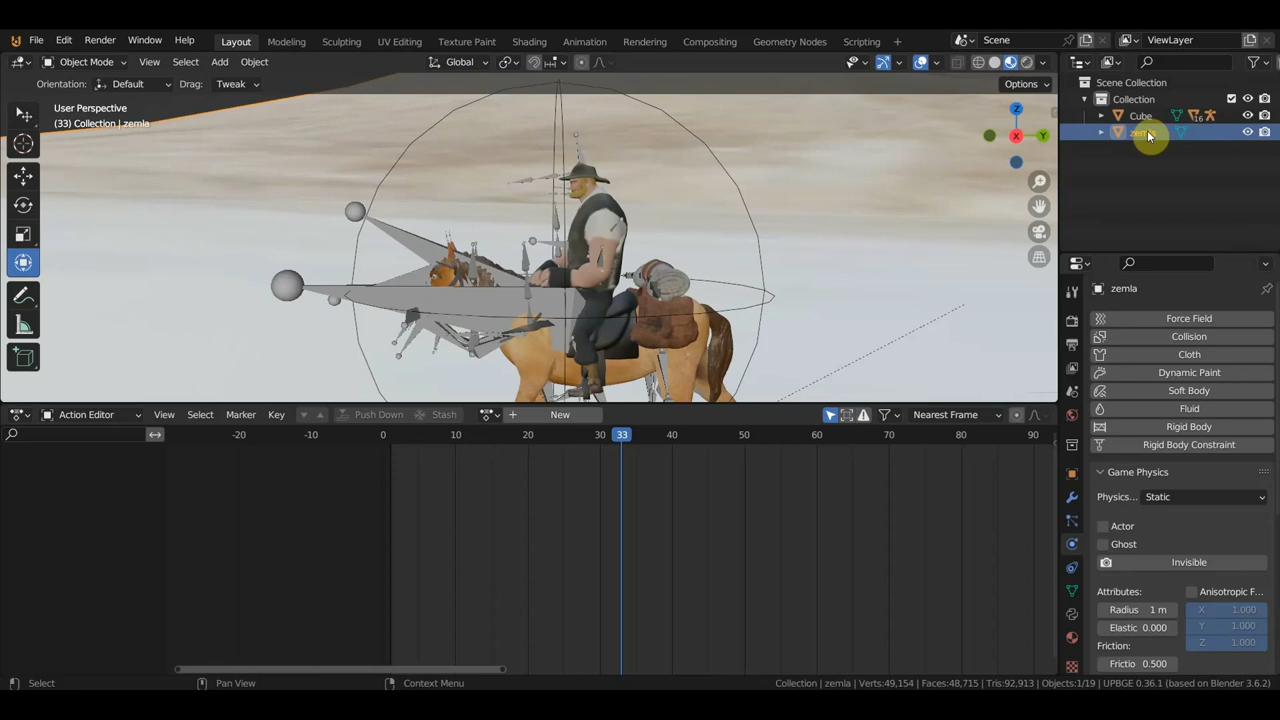 File Edit Render Window Help Layout Modeling Sculpting UV Editing Texture Paint Shading Animation Rendering Compositing Geometry Nodes Scripting + Scene ViewLayer
Object Mode View Select Add Object Global
Orientation: Default Drag: Tweak Options
User Perspective
(33) Collection | zemla
Z
X
Y
Scene Collection
Collection
Cube 16
zemla
zemla
Force Field
Collision
Cloth
Dynamic Paint
Soft Body
Fluid
Rigid Body
Rigid Body Constraint
Game Physics
Physics... Static
Actor
Ghost
Invisible
Attributes: Anisotropic F...
Radius 1 m X 1.000
Elastic 0.000 Y 1.000
Friction: Z 1.000
Frictio 0.500
Action Editor View Select Marker Key Push Down Stash + New Nearest Frame
-20 -10 0 10 20 30 33 40 50 60 70 80 90
Select Pan View Context Menu Collection | zemla | Verts:49,154 | Faces:48,715 | Tris:92,913 | Objects:1/19 | UPBGE 0.36.1 (based on Blender 3.6.2)